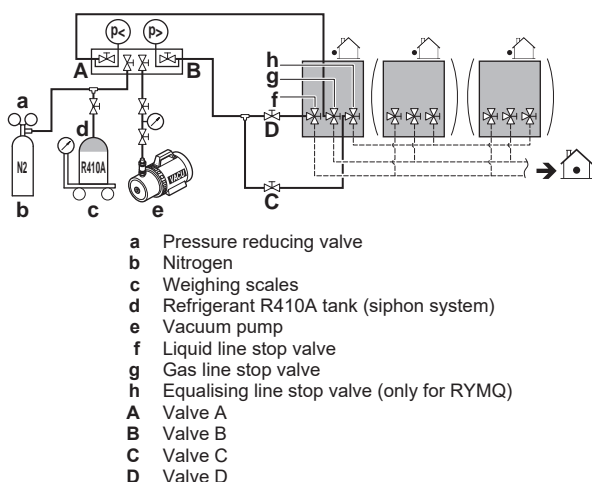 p< p>
A B
h
g
f
a
D
d
N2 R410A VACU
C
b c e
a Pressure reducing valve
b Nitrogen
c Weighing scales
d Refrigerant R410A tank (siphon system)
e Vacuum pump
f Liquid line stop valve
g Gas line stop valve
h Equalising line stop valve (only for RYMQ)
A Valve A
B Valve B
C Valve C
D Valve D